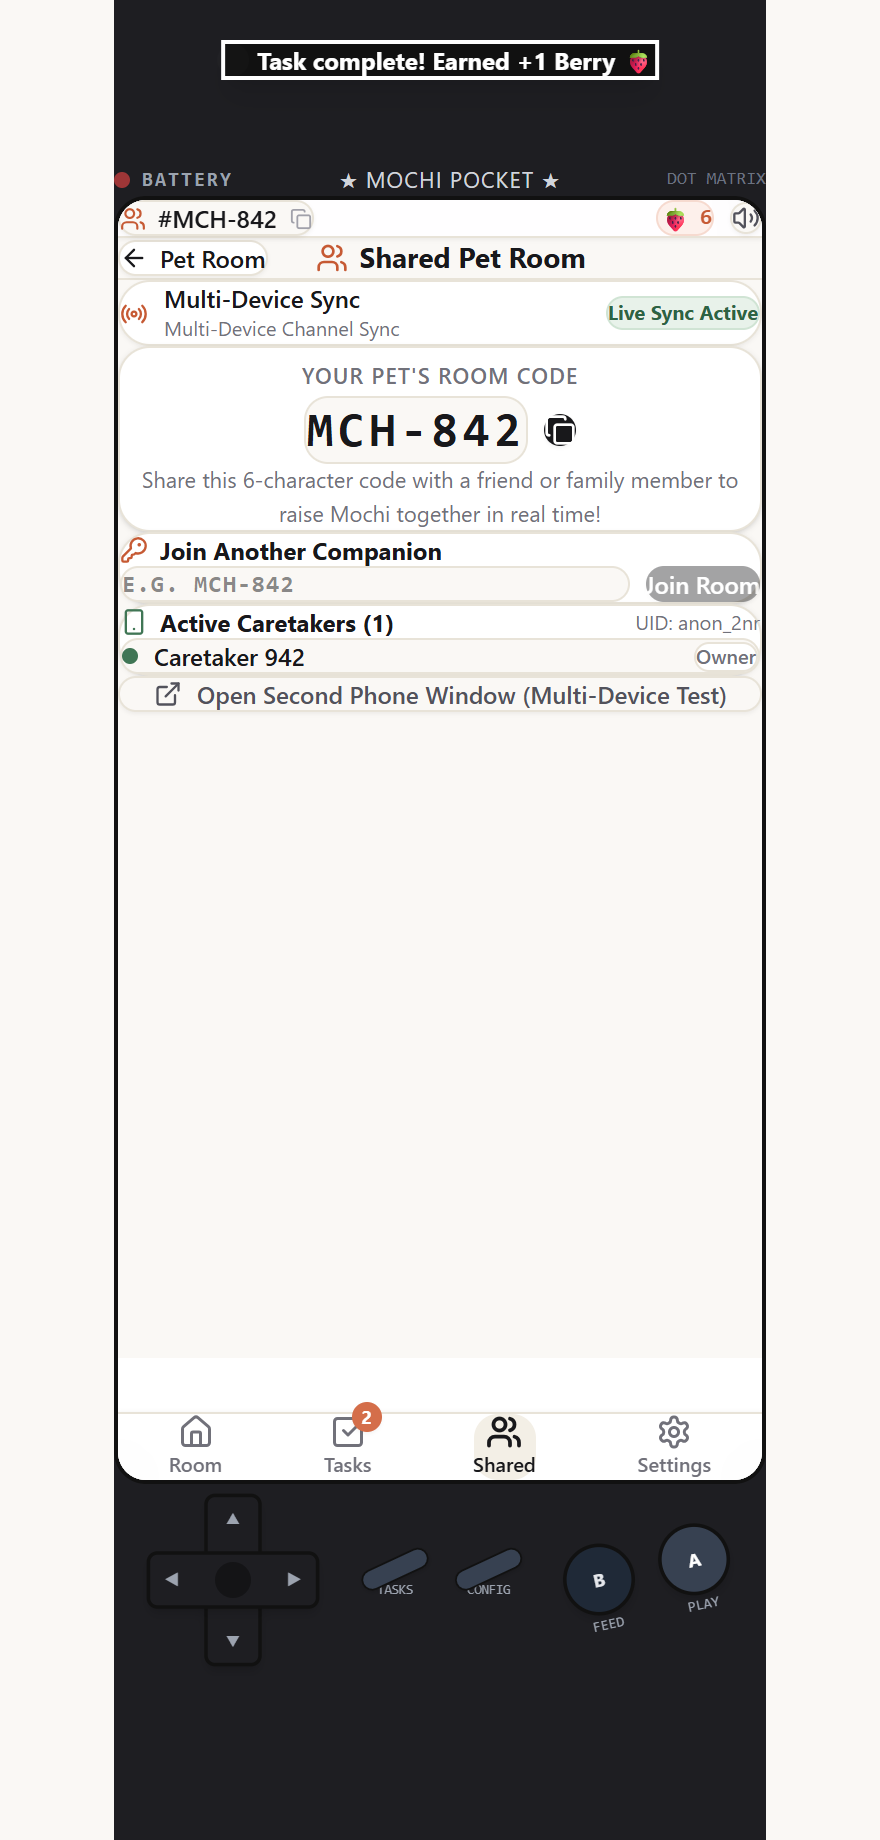 Task complete! Earned +1 Berry 🍓
BATTERY
★ MOCHI POCKET ★
DOT MATRIX
#MCH-842
🍓 6
Pet Room
Shared Pet Room
Multi-Device Sync
Multi-Device Channel Sync
Live Sync Active
YOUR PET'S ROOM CODE
MCH-842
Share this 6-character code with a friend or family member to
raise Mochi together in real time!
Join Another Companion
E.G. MCH-842
Join Room
Active Caretakers (1)
UID: anon_2nr
Caretaker 942
Owner
Open Second Phone Window (Multi-Device Test)
2
Room
Tasks
Shared
Settings
▲
◀
▶
▼
TASKS
CONFIG
B
FEED
A
PLAY